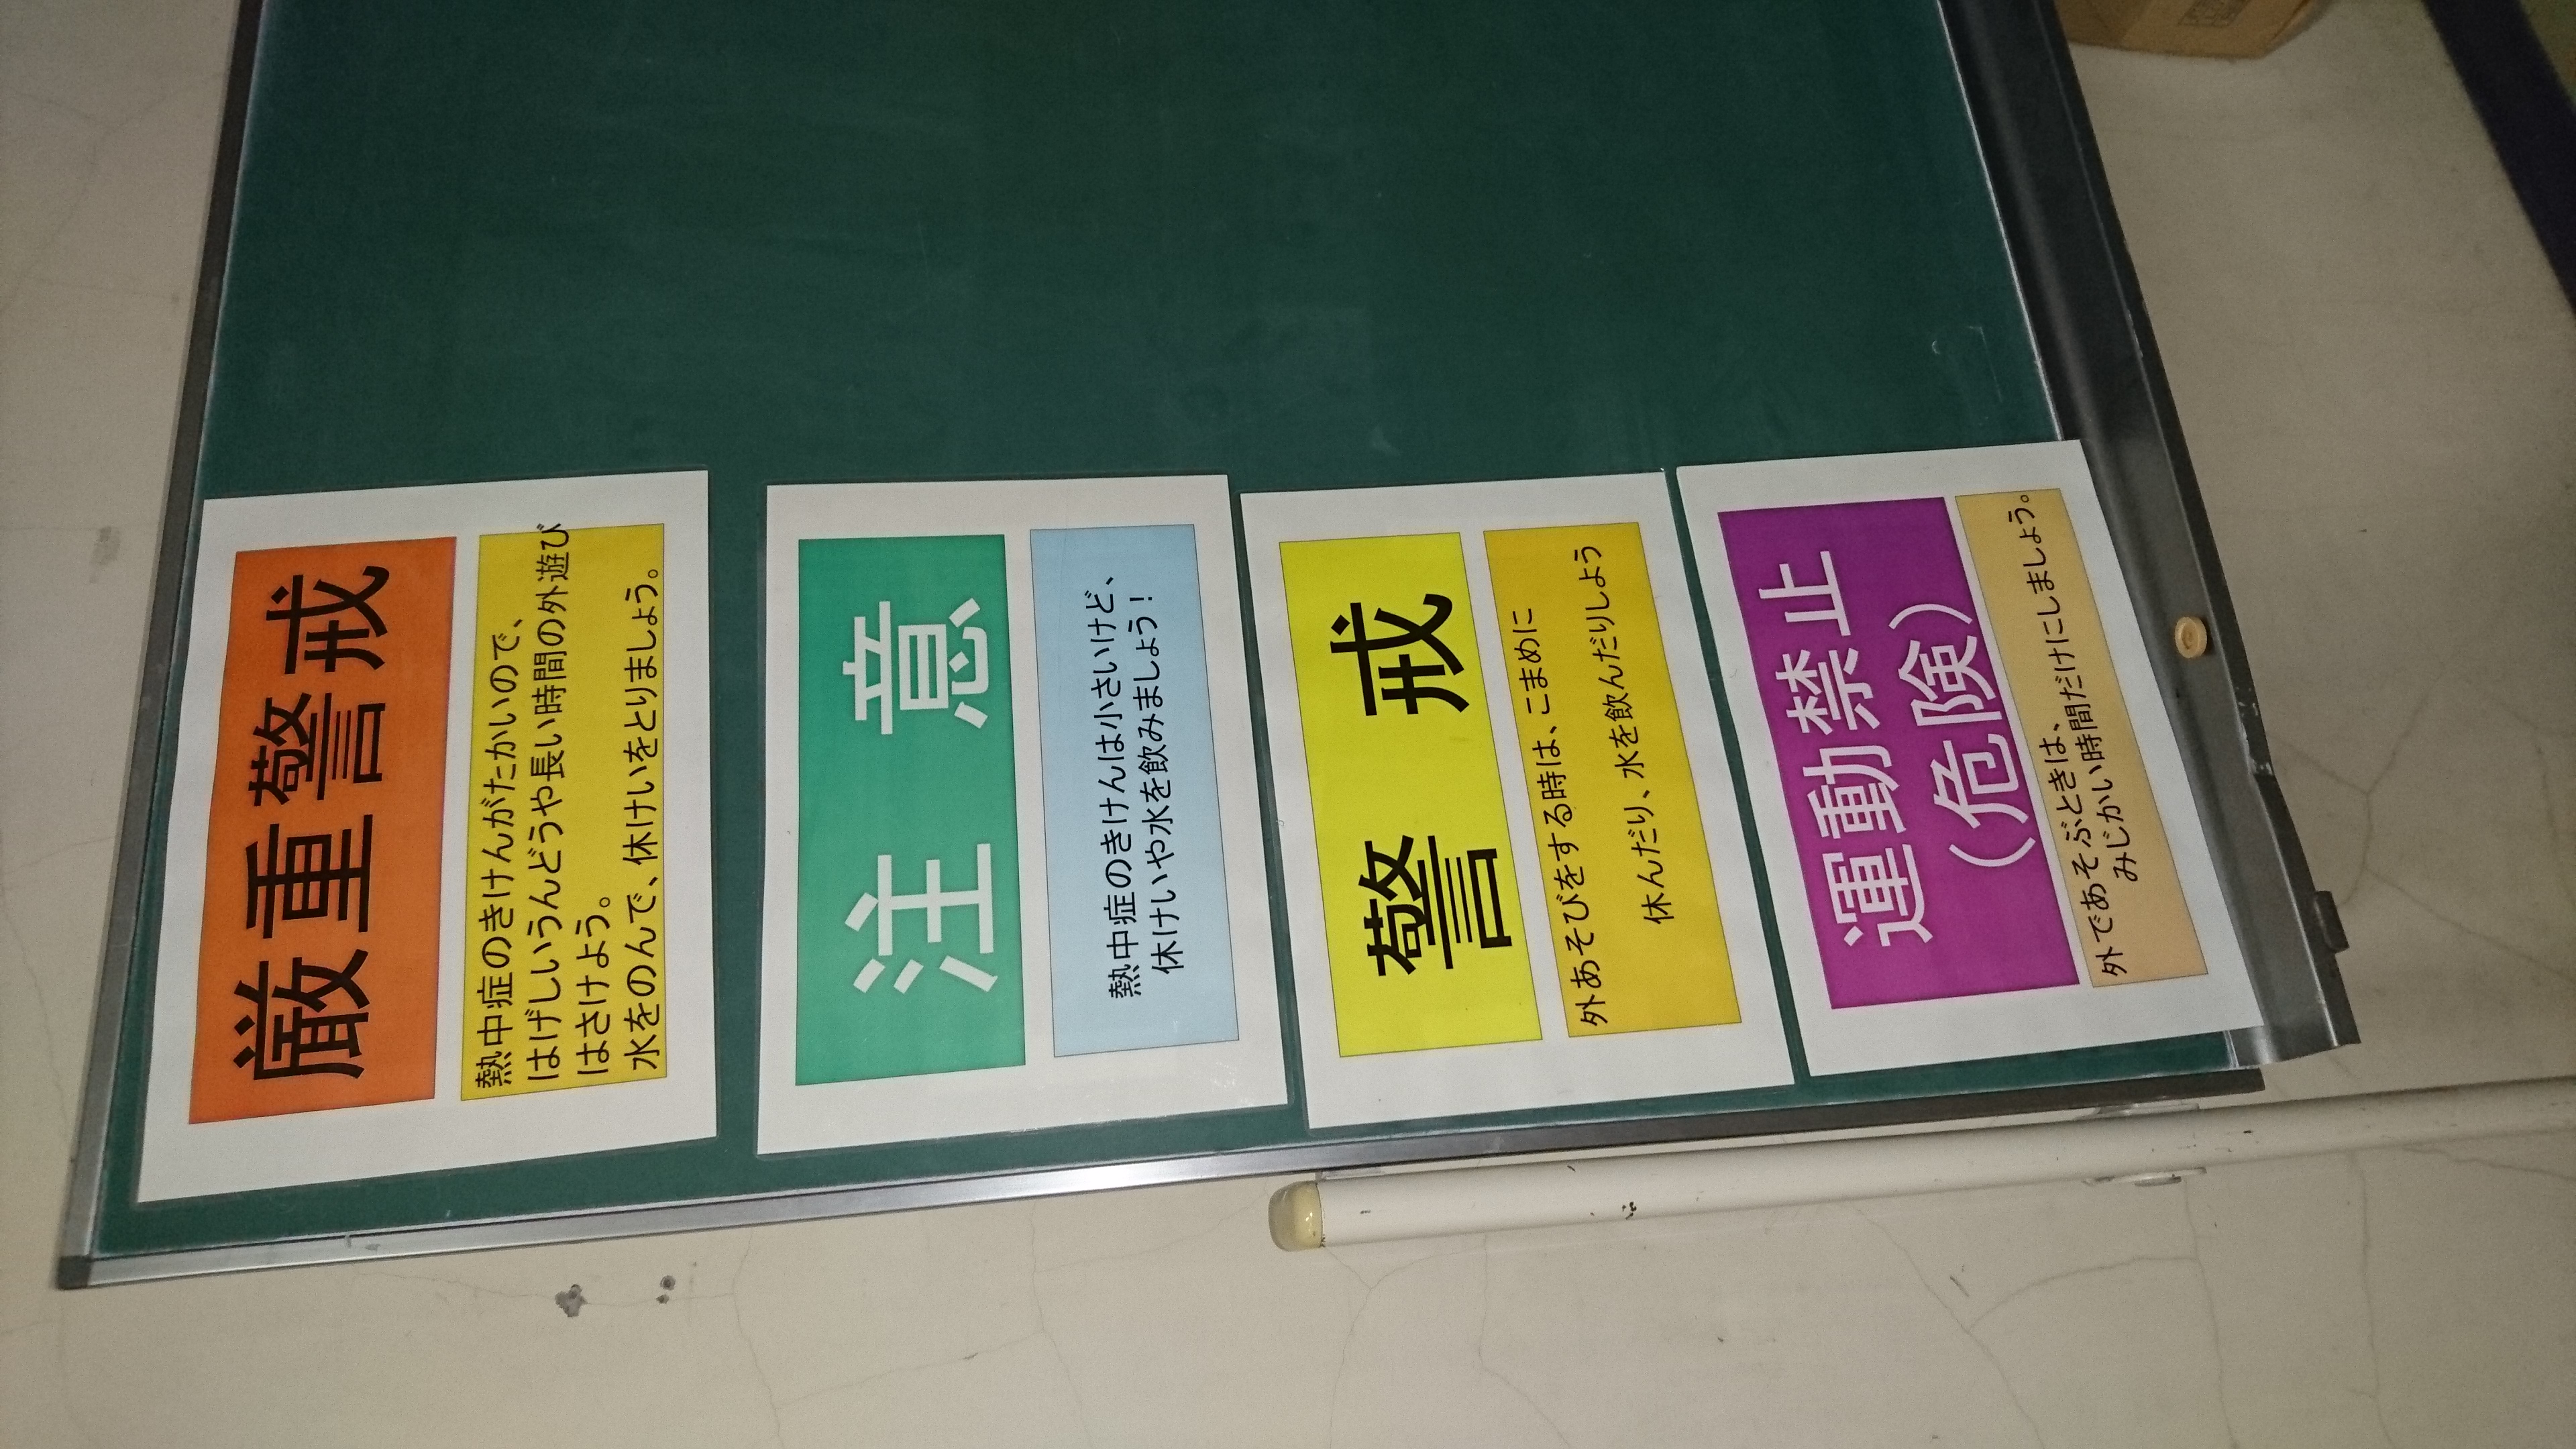 厳重警戒
熱中症のきけんがたかいので、
はげしいうんどうや長い時間の外遊び
はさけよう。
水をのんで、休けいをとりましょう。
注 意
熱中症のきけんは小さいけど、
休けいや水を飲みましょう！
警 戒
外あそびをする時は、こまめに
休んだり、水を飲んだりしよう
運動禁止
（危険）
外であそぶときは、
みじかい時間だけにしましょう。